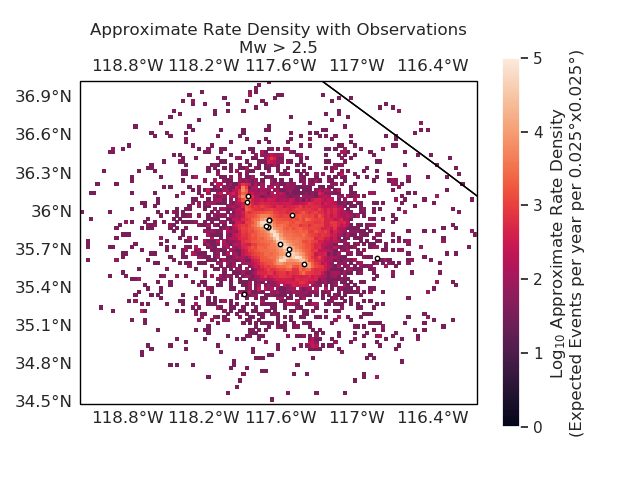 Approximate Rate Density with Observations
Mw > 2.5
118.8°W 118.2°W 117.6°W 117°W 116.4°W
36.9°N
36.6°N
36.3°N
36°N
35.7°N
35.4°N
35.1°N
34.8°N
34.5°N
118.8°W 118.2°W 117.6°W 117°W 116.4°W
5
4
3
2
1
0
Log₁₀ Approximate Rate Density
(Expected Events per year per 0.025°x0.025°)